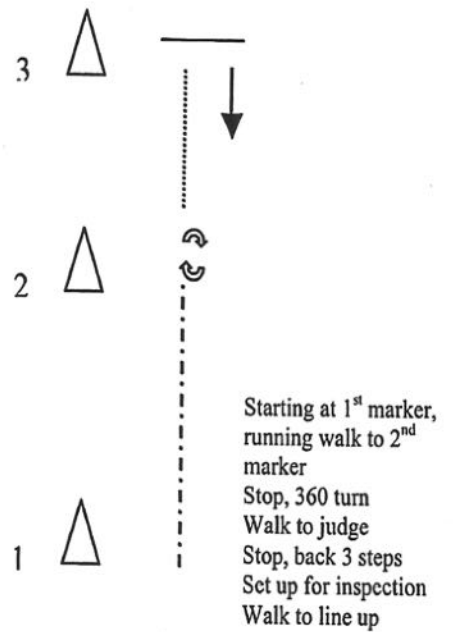 3
2
1
Starting at 1st marker,
running walk to 2nd
marker
Stop, 360 turn
Walk to judge
Stop, back 3 steps
Set up for inspection
Walk to line up